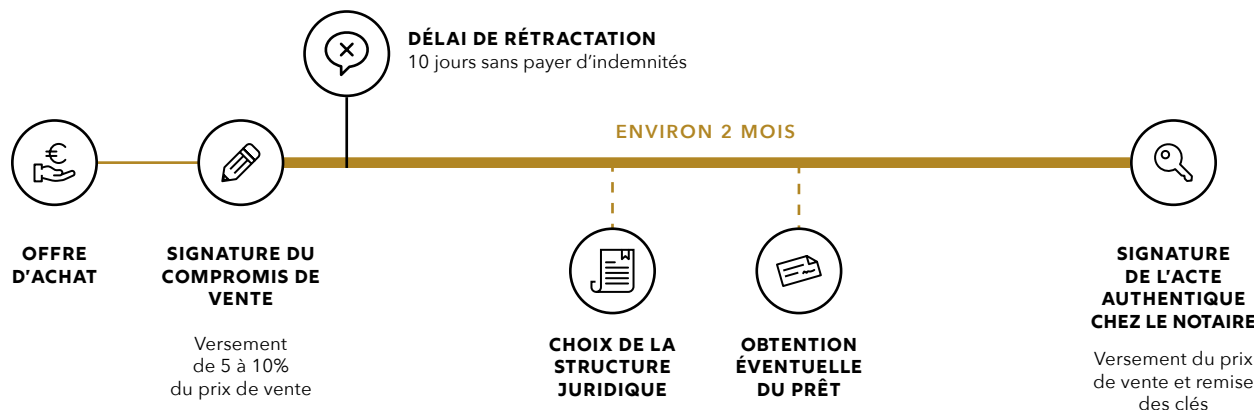 DÉLAI DE RÉTRACTATION
10 jours sans payer d’indemnités
ENVIRON 2 MOIS
€
OFFRE
D’ACHAT
SIGNATURE DU
COMPROMIS DE
VENTE
Versement
de 5 à 10%
du prix de vente
CHOIX DE LA
STRUCTURE
JURIDIQUE
OBTENTION
ÉVENTUELLE
DU PRÊT
SIGNATURE
DE L’ACTE
AUTHENTIQUE
CHEZ LE NOTAIRE
Versement du prix
de vente et remise
des clés